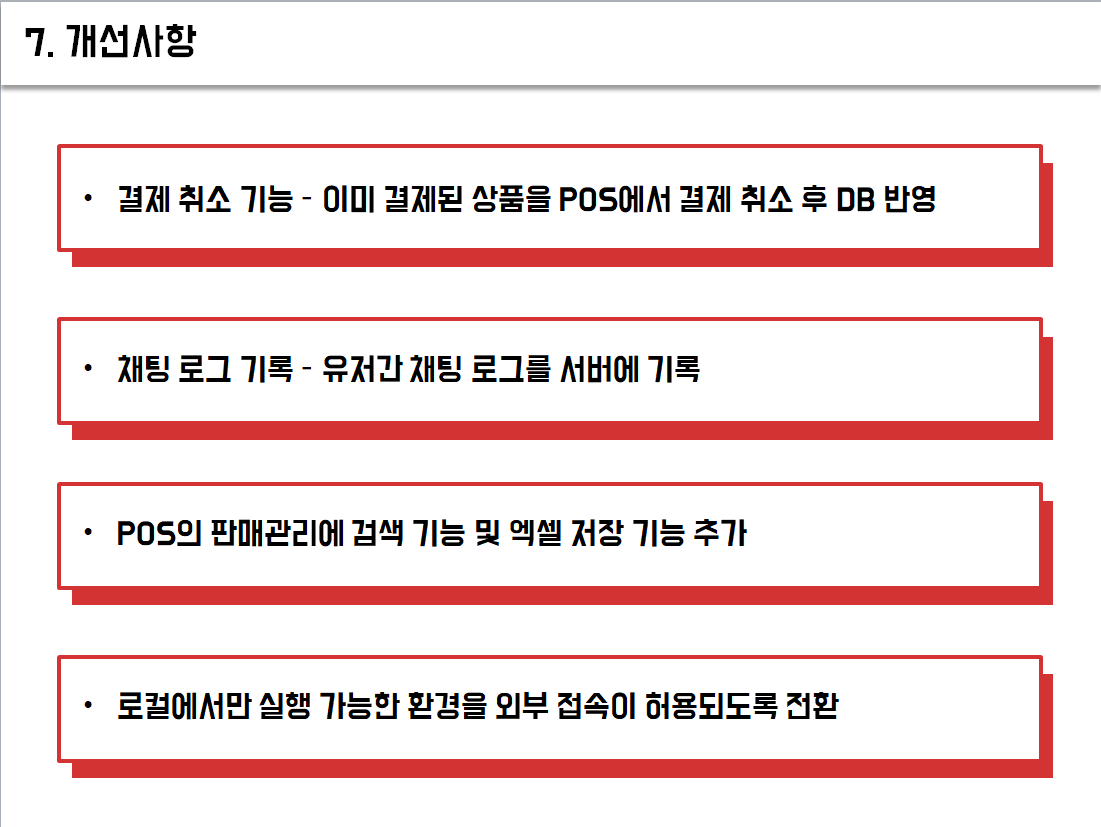 7. 개선사항
• 결제 취소 기능 - 이미 결제된 상품을 POS에서 결제 취소 후 DB 반영
• 채팅 로그 기록 - 유저간 채팅 로그를 서버에 기록
• POS의 판매관리에 검색 기능 및 엑셀 저장 기능 추가
• 로컬에서만 실행 가능한 환경을 외부 접속이 허용되도록 전환